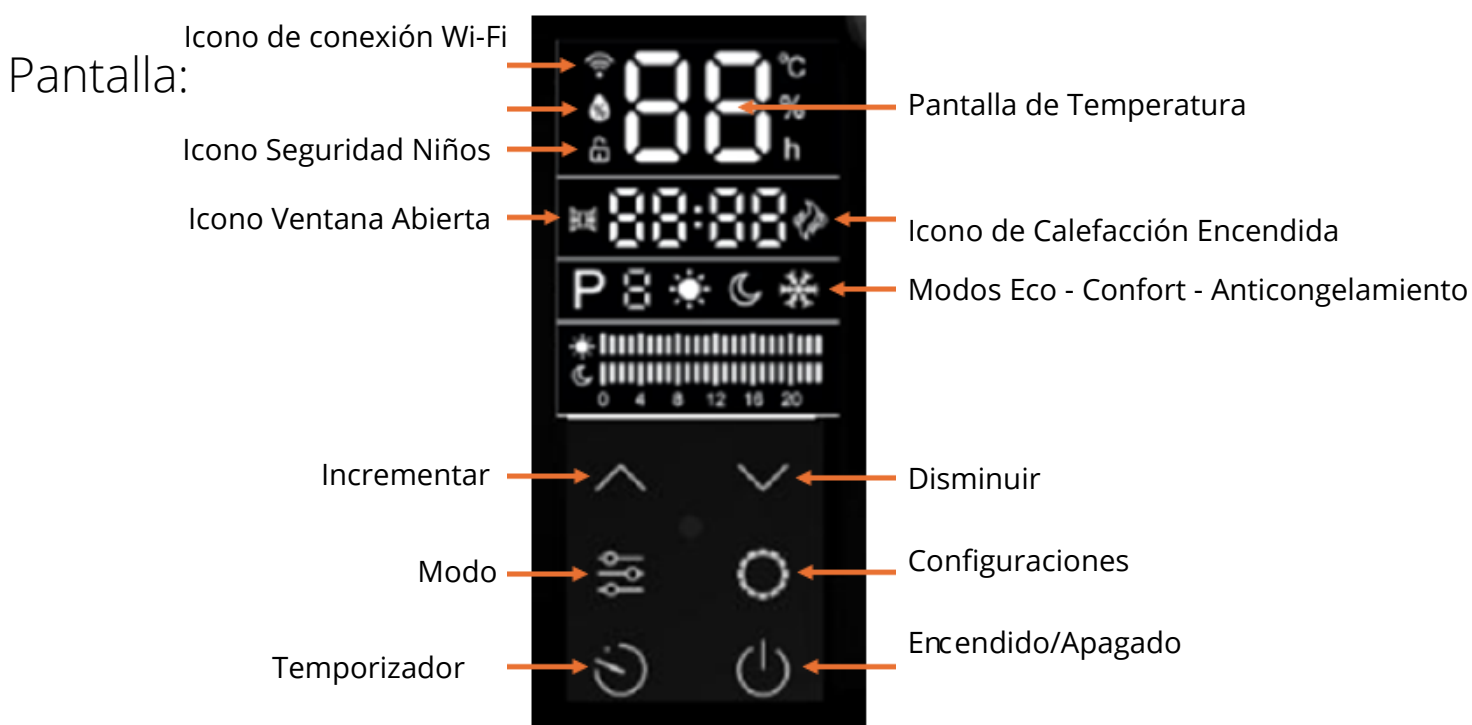 Icono de conexión Wi-Fi
Pantalla:
Icono Seguridad Niños
Icono Ventana Abierta
88 °C
%
h
88:88
P 8
0 4 8 12 16 20
Pantalla de Temperatura
Icono de Calefacción Encendida
Modos Eco - Confort - Anticongelamiento
Incrementar
Disminuir
Modo
Configuraciones
Temporizador
Encendido/Apagado